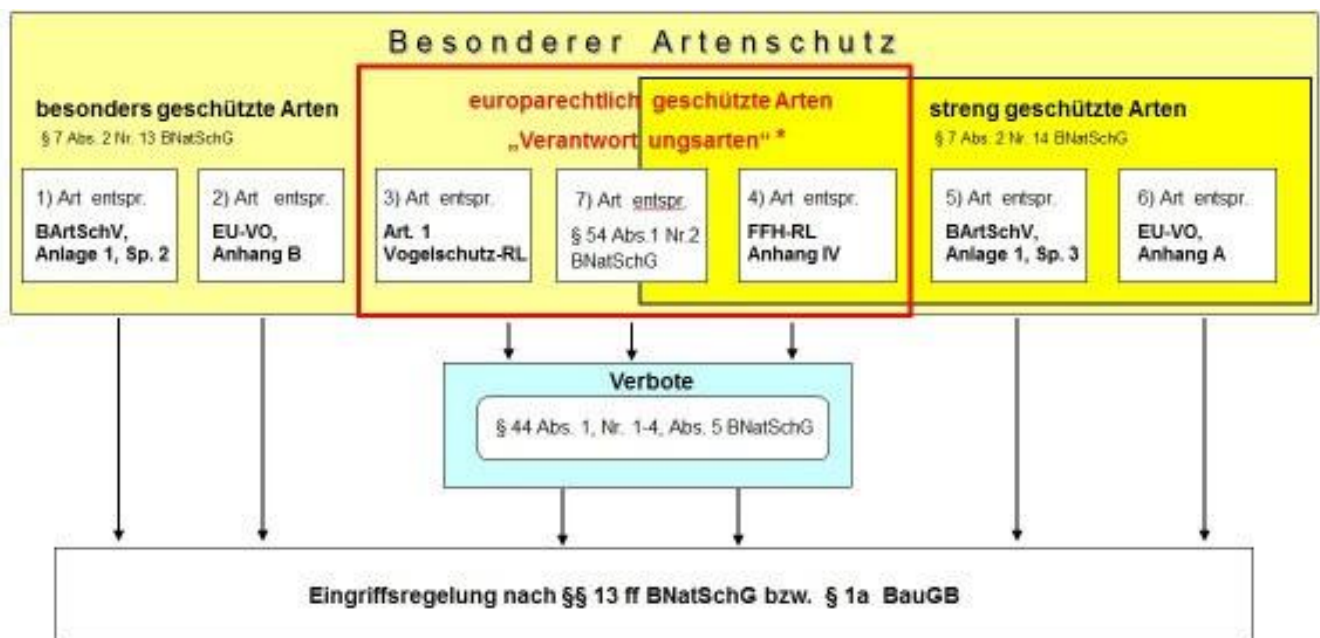 Besonderer Artenschutz
besonders geschützte Arten
§ 7 Abs. 2 Nr. 13 BNatSchG
europarechtlich geschützte Arten
„Verantwort ungsarten“ *
streng geschützte Arten
§ 7 Abs. 2 Nr. 14 BNatSchG
1) Art entspr.
BArtSchV,
Anlage 1, Sp. 2
2) Art entspr.
EU-VO,
Anhang B
3) Art entspr.
Art. 1
Vogelschutz-RL
7) Art entspr.
§ 54 Abs.1 Nr.2
BNatSchG
4) Art entspr.
FFH-RL
Anhang IV
5) Art entspr.
BArtSchV,
Anlage 1, Sp. 3
6) Art entspr.
EU-VO,
Anhang A
Verbote
§ 44 Abs. 1, Nr. 1-4, Abs. 5 BNatSchG
Eingriffsregelung nach §§ 13 ff BNatSchG bzw. § 1a BauGB